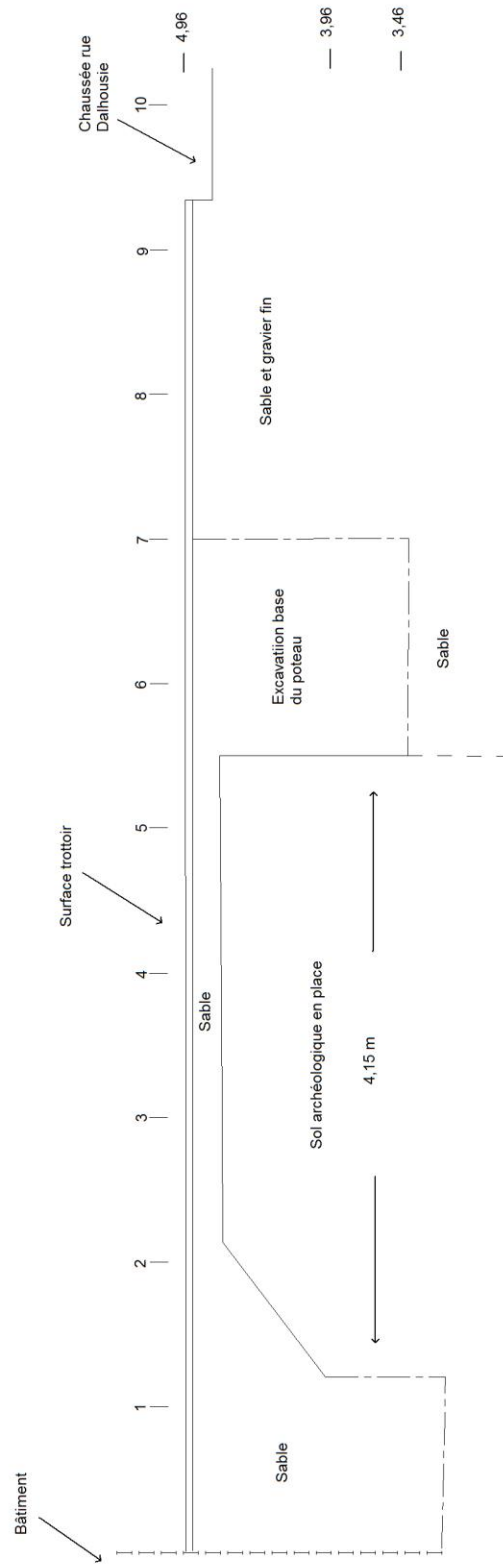 Bâtiment
Surface trottoir
Chaussée rue
Dalhousie
1
2
3
4
5
6
7
8
9
10
4,96
3,96
3,46
Sable
Sable
Sol archéologique en place
4,15 m
Excavatiion base
du poteau
Sable
Sable et gravier fin